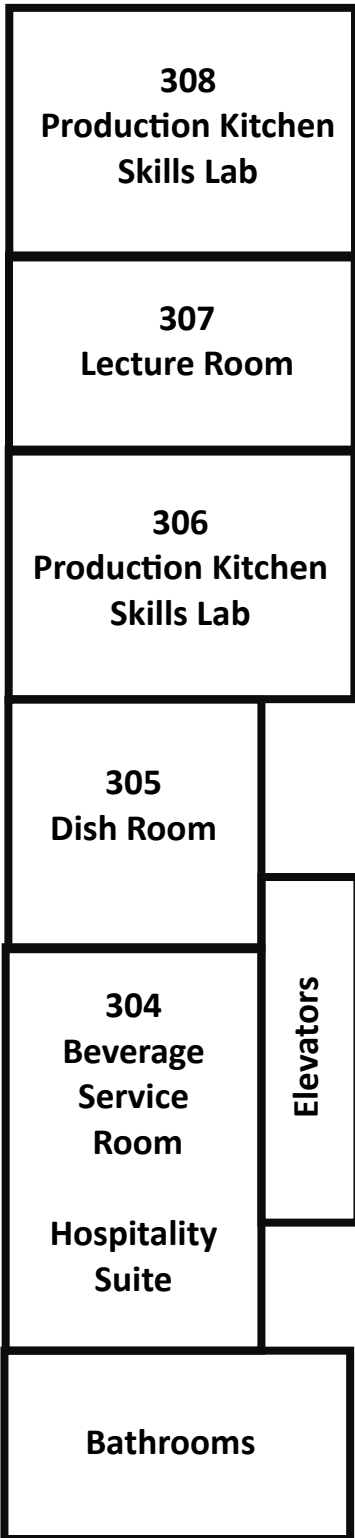 308
Production Kitchen
Skills Lab
307
Lecture Room
306
Production Kitchen
Skills Lab
305
Dish Room
304
Beverage
Service
Room
Hospitality
Suite
Elevators
Bathrooms